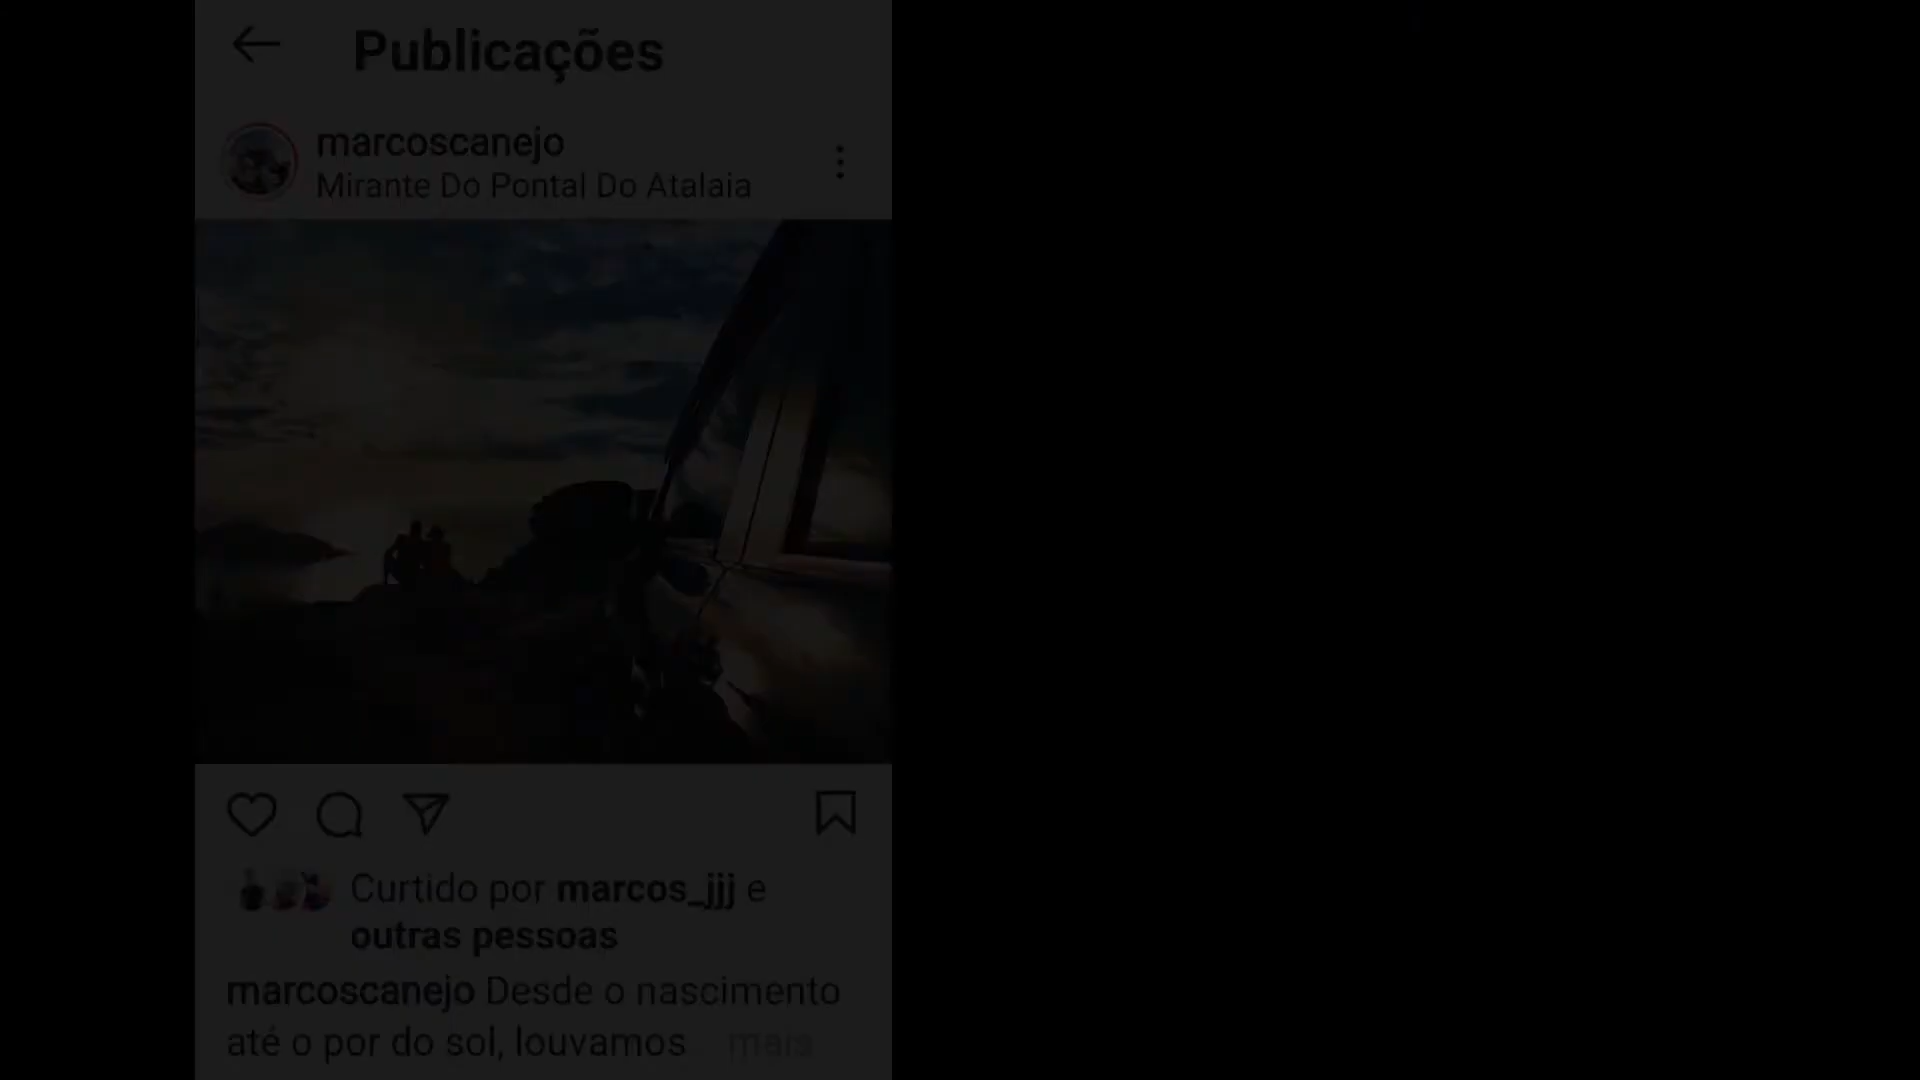 Publicações
marcoscanejo
Mirante Do Pontal Do Atalaia
Curtido por marcos_jjj e
outras pessoas
marcoscanejo Desde o nascimento
até o por do sol, louvamos mais